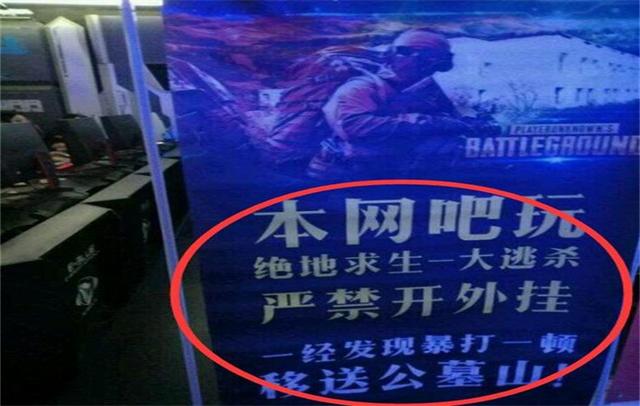 PLAYERUNKNOWN'S
BATTLEGROUND
本网吧玩
绝地求生-大逃杀
严禁开外挂
一经发现暴打一顿
移送公墓山!